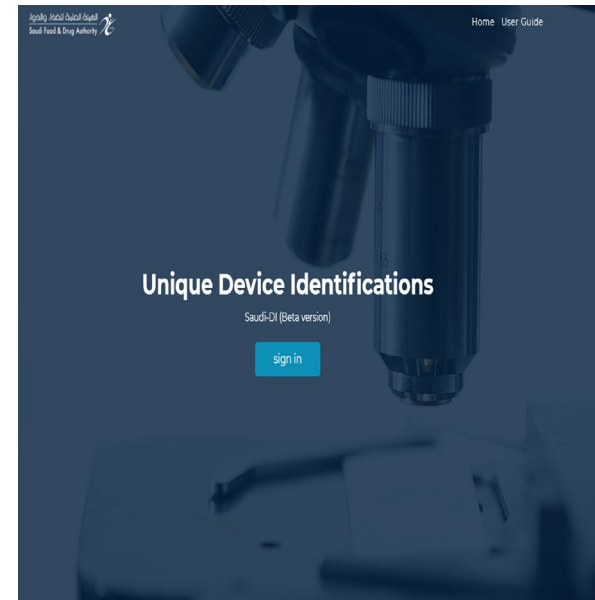 الهيئة العامة للغذاء والدواء
Saudi Food & Drug Authority
Home User Guide
Unique Device Identifications
Saudi-DI (Beta version)
sign in